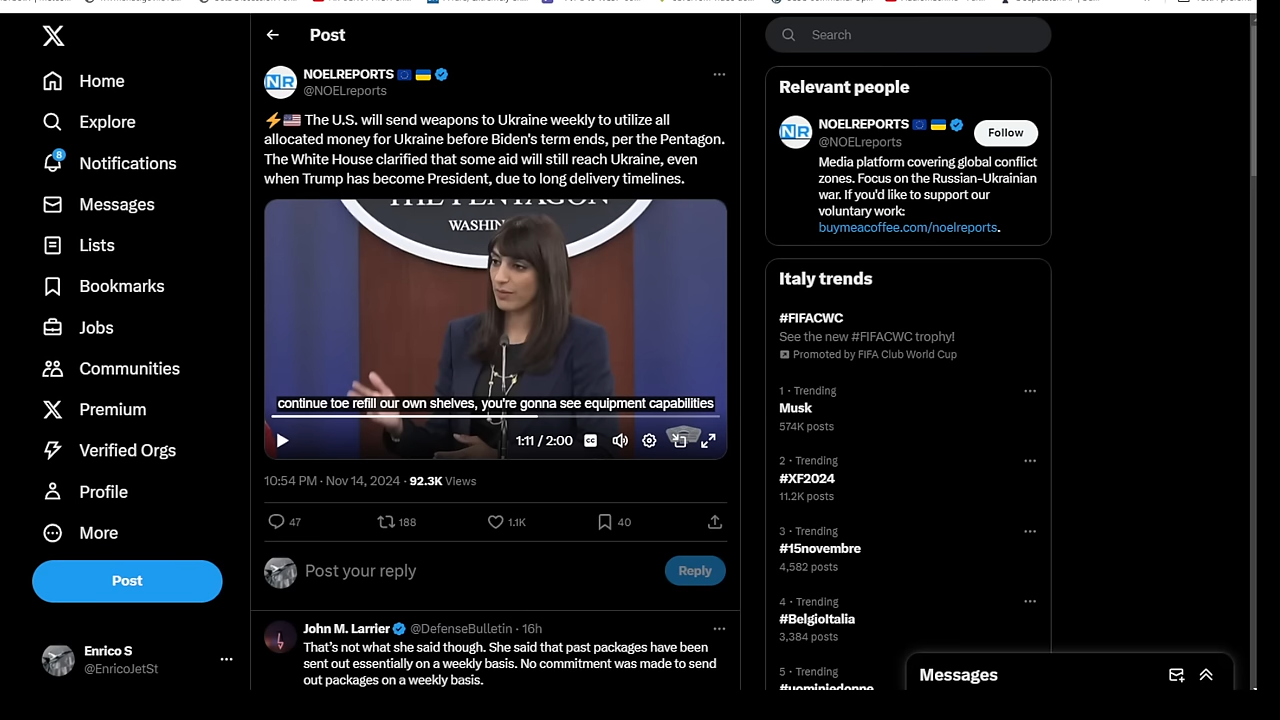 Home
Explore
8
Notifications
Messages
Lists
Bookmarks
Jobs
Communities
Premium
Verified Orgs
Profile
More
Post
Enrico S
@EnricoJetSt
Post
NR
NOELREPORTS
@NOELreports
The U.S. will send weapons to Ukraine weekly to utilize all
allocated money for Ukraine before Biden's term ends, per the Pentagon.
The White House clarified that some aid will still reach Ukraine, even
when Trump has become President, due to long delivery timelines.
THE PENTAGON
continue toe refill our own shelves, you're gonna see equipment capabilities
1:11 / 2:00
CC
10:54 PM · Nov 14, 2024 · 92.3K Views
47 188 1.1K 40
Post your reply
Reply
John M. Larrier @DefenseBulletin · 16h
That's not what she said though. She said that past packages have been
sent out essentially on a weekly basis. No commitment was made to send
out packages on a weekly basis.
Search
Relevant people
NR
NOELREPORTS
@NOELreports
Follow
Media platform covering global conflict
zones. Focus on the Russian-Ukrainian
war. If you'd like to support our
voluntary work:
buymeacoffee.com/noelreports.
Italy trends
#FIFACWC
See the new #FIFACWC trophy!
Promoted by FIFA Club World Cup
1 · Trending
Musk
574K posts
2 · Trending
#XF2024
11.2K posts
3 · Trending
#15novembre
4,582 posts
4 · Trending
#BelgioItalia
3,384 posts
5 · Trending
#uominiedonne
Messages